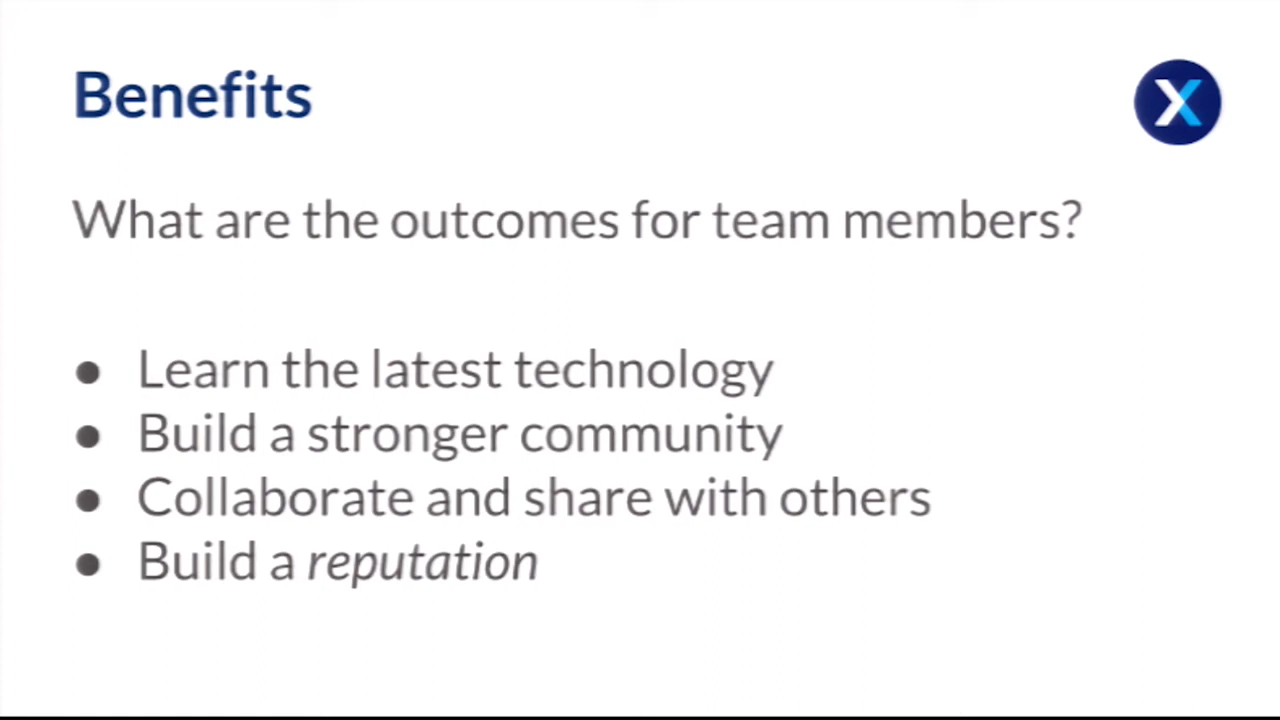 Benefits
X
What are the outcomes for team members?
● Learn the latest technology
● Build a stronger community
● Collaborate and share with others
● Build a reputation